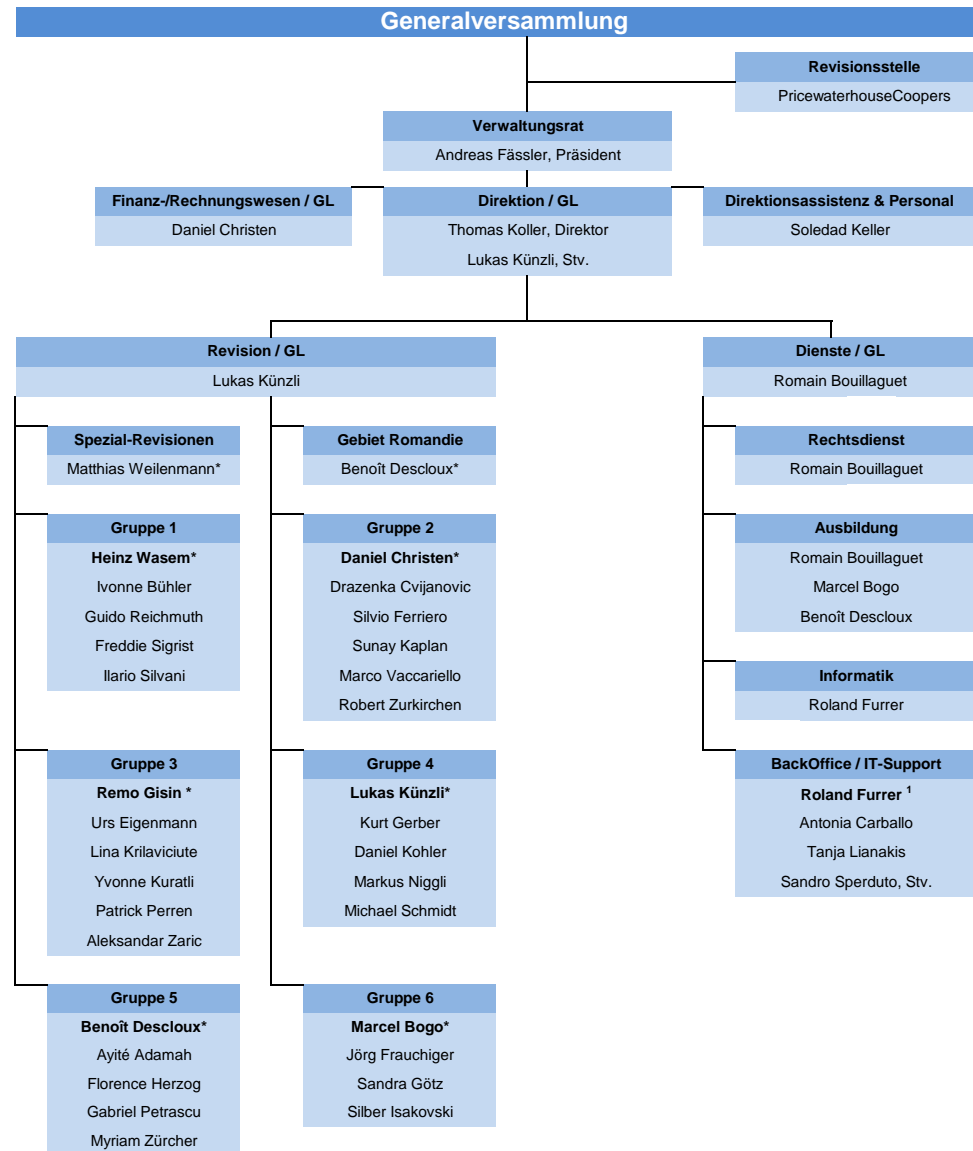 Generalversammlung
Revisionsstelle
PricewaterhouseCoopers
Verwaltungsrat
Andreas Fässler, Präsident
Finanz-/Rechnungswesen / GL
Daniel Christen
Direktion / GL
Thomas Koller, Direktor
Lukas Künzli, Stv.
Direktionsassistenz & Personal
Soledad Keller
Revision / GL
Lukas Künzli
Dienste / GL
Romain Bouillaguet
Spezial-Revisionen
Matthias Weilenmann*
Gebiet Romandie
Benoît Descloux*
Rechtsdienst
Romain Bouillaguet
Gruppe 1
Heinz Wasem*
Ivonne Bühler
Guido Reichmuth
Freddie Sigrist
Ilario Silvani
Gruppe 2
Daniel Christen*
Drazenka Cvijanovic
Silvio Ferriero
Sunay Kaplan
Marco Vaccariello
Robert Zurkirchen
Ausbildung
Romain Bouillaguet
Marcel Bogo
Benoît Descloux
Informatik
Roland Furrer
Gruppe 3
Remo Gisin *
Urs Eigenmann
Lina Krilaviciute
Yvonne Kuratli
Patrick Perren
Aleksandar Zaric
Gruppe 4
Lukas Künzli*
Kurt Gerber
Daniel Kohler
Markus Niggli
Michael Schmidt
BackOffice / IT-Support
Roland Furrer ¹
Antonia Carballo
Tanja Lianakis
Sandro Sperduto, Stv.
Gruppe 5
Benoît Descloux*
Ayité Adamah
Florence Herzog
Gabriel Petrascu
Myriam Zürcher
Gruppe 6
Marcel Bogo*
Jörg Frauchiger
Sandra Götz
Silber Isakovski